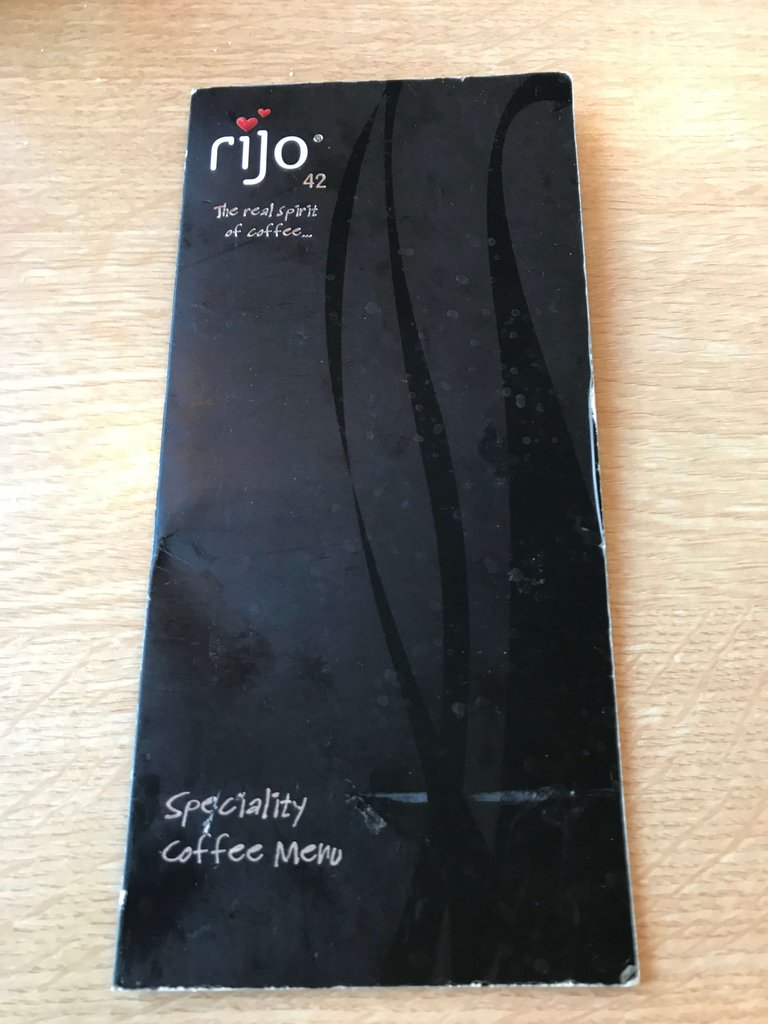 rijo®
42
The real spirit
of coffee...
Speciality
Coffee Menu